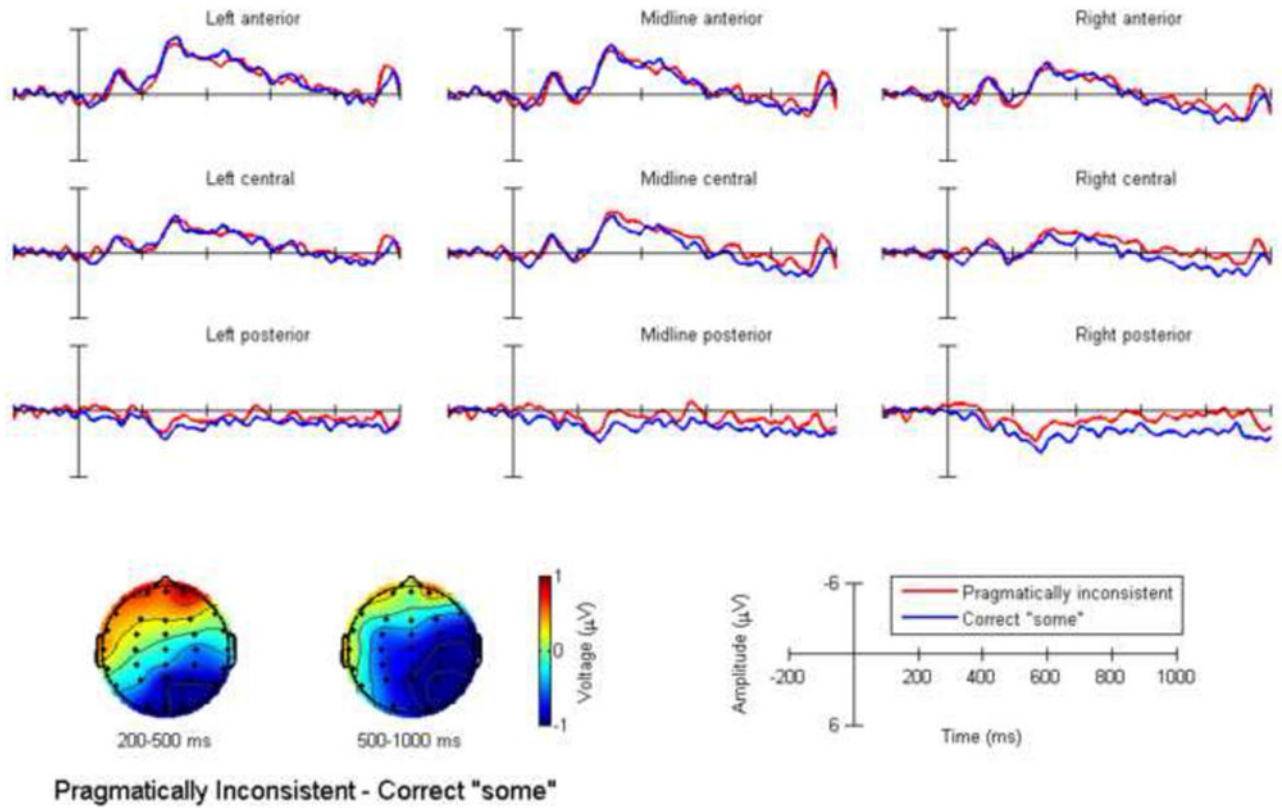 Left anterior
Midline anterior
Right anterior
Left central
Midline central
Right central
Left posterior
Midline posterior
Right posterior
1
0
-1
Voltage (μV)
200-500 ms
500-1000 ms
Pragmatically Inconsistent - Correct "some"
-6
6
Amplitude (μV)
Pragmatically inconsistent
Correct "some"
-200
200
400
600
800
1000
Time (ms)